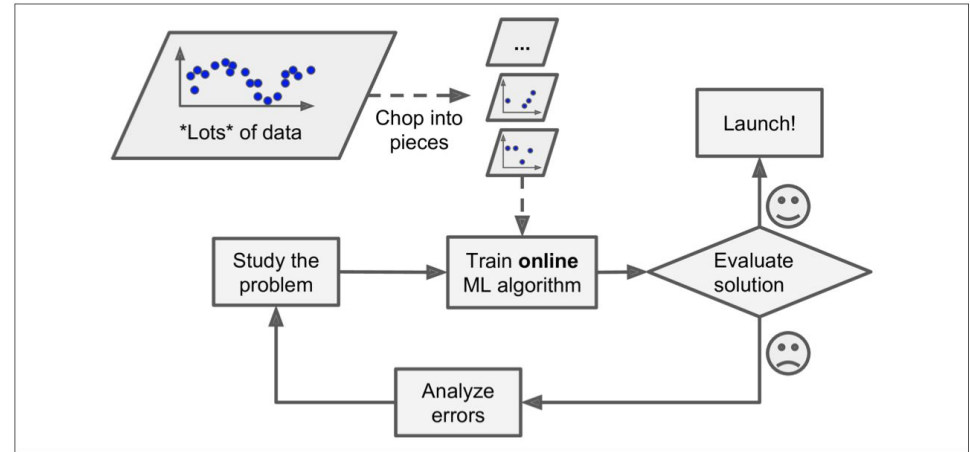 *Lots* of data
Chop into
pieces
...
Launch!
Study the
problem
Train online
ML algorithm
Evaluate
solution
Analyze
errors